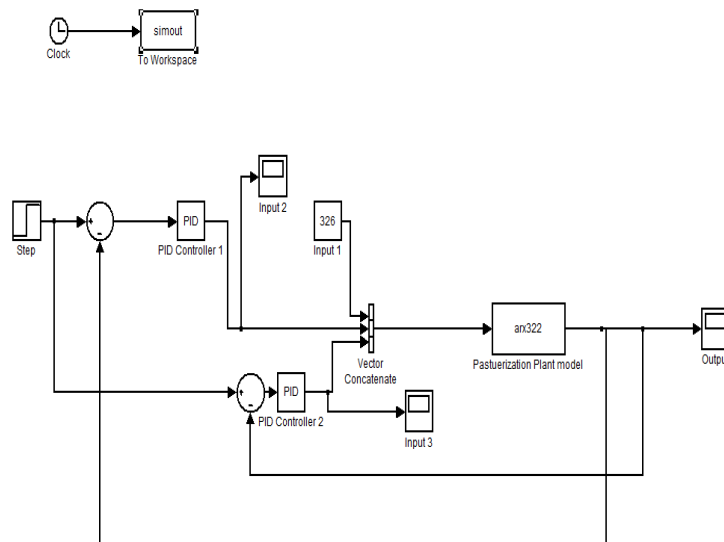 simout
Clock
To Workspace
Input 2
326
Input 1
Step
+
-
PID
PID Controller 1
arx322
Pastuerization Plant model
Output
Vector
Concatenate
+
-
PID
PID Controller 2
Input 3